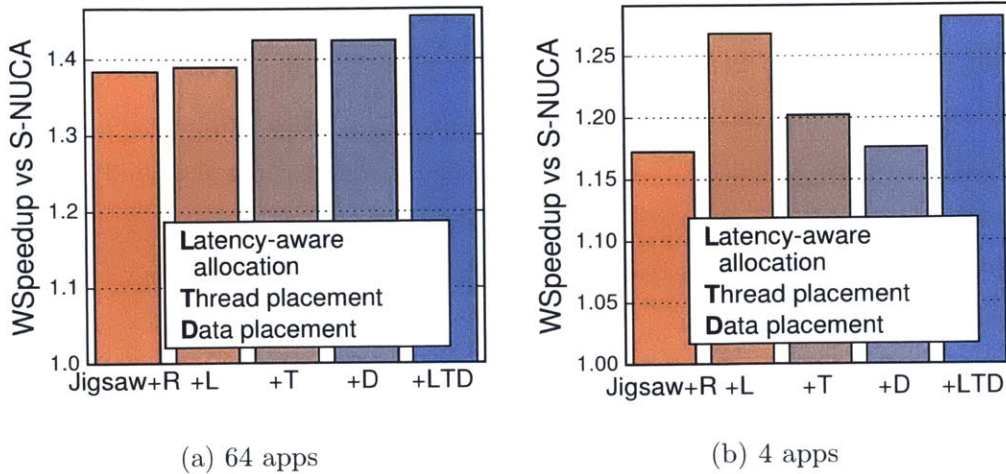 WSpeedup vs S-NUCA
1.4
1.3
1.2
1.1
1.0
Latency-aware
allocation
Thread placement
Data placement
Jigsaw+R +L +T +D +LTD
(a) 64 apps
WSpeedup vs S-NUCA
1.25
1.20
1.15
1.10
1.05
1.00
Latency-aware
allocation
Thread placement
Data placement
Jigsaw+R +L +T +D +LTD
(b) 4 apps